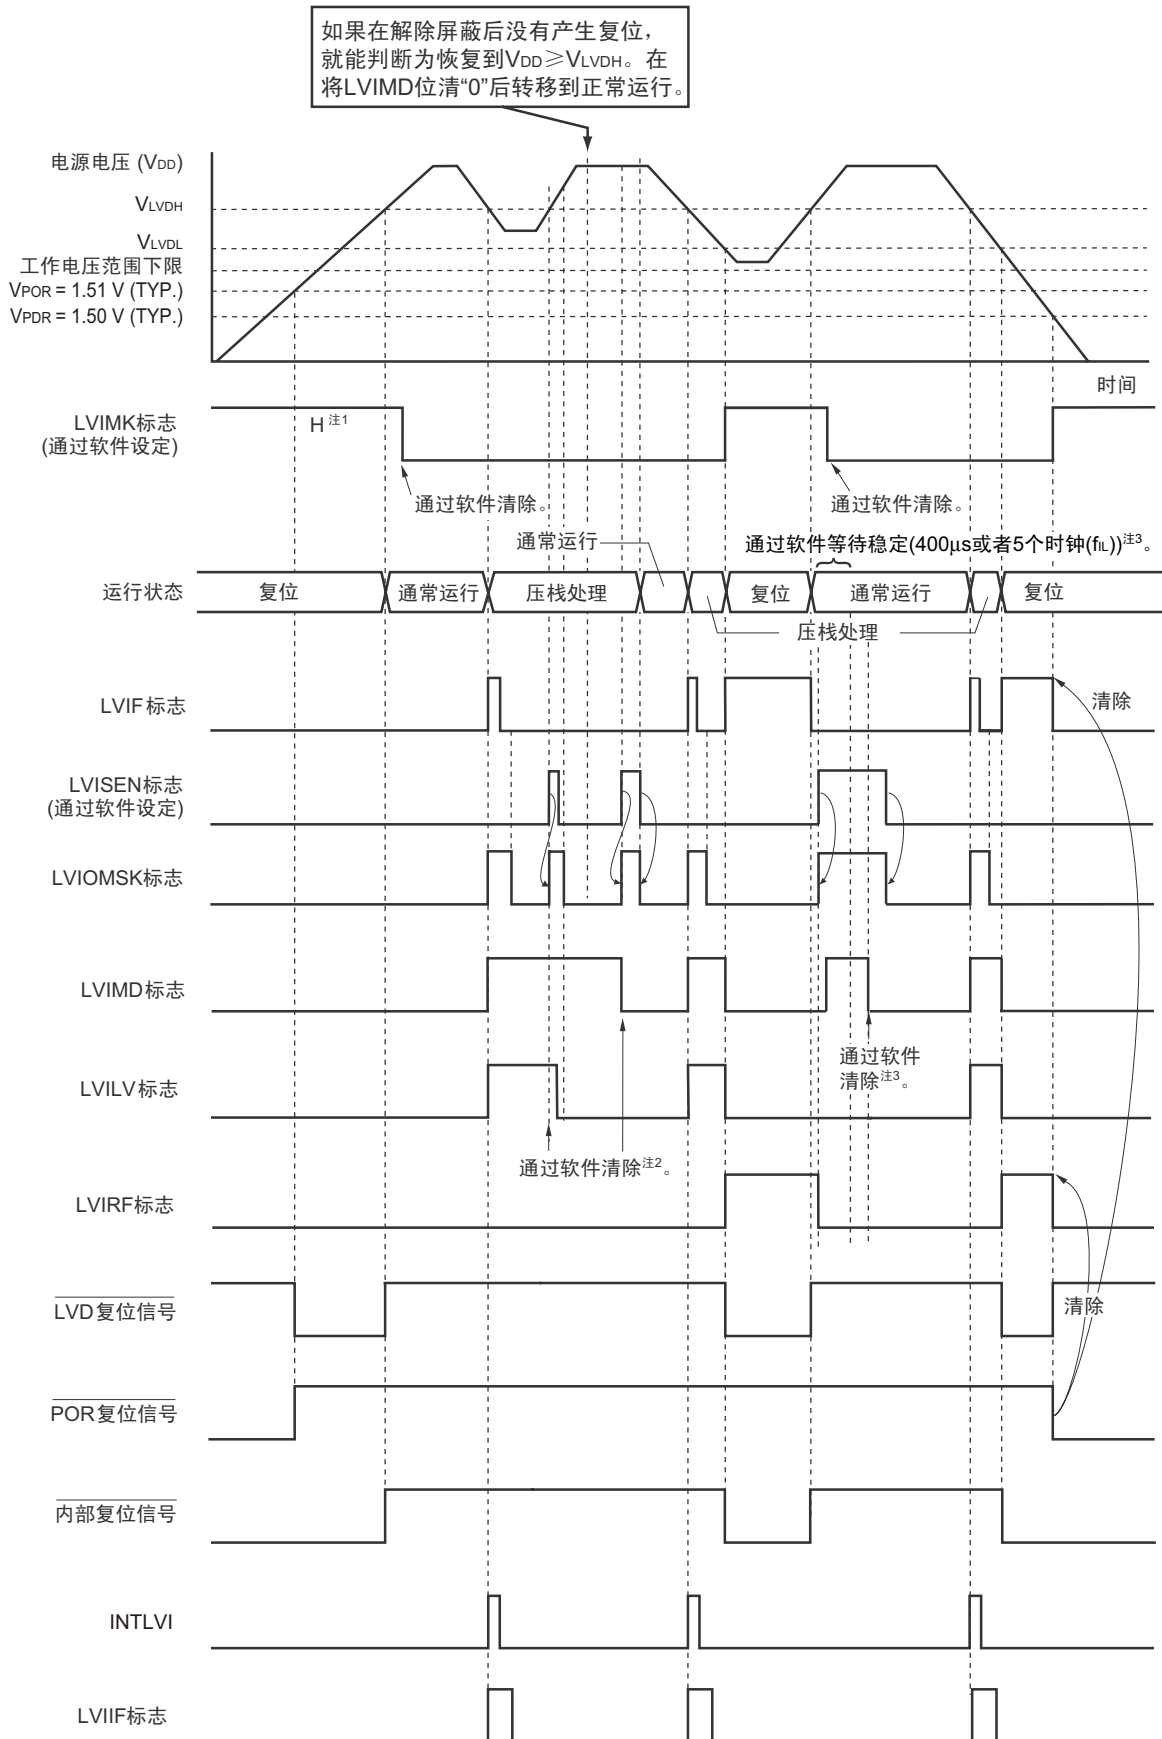 如果在解除屏蔽后没有产生复位，
就能判断为恢复到VDD≥VLVDH。在
将LVIMD位清“0”后转移到正常运行。
电源电压 (VDD)
VLVDH
VLVDL
工作电压范围下限
VPOR = 1.51 V (TYP.)
VPDR = 1.50 V (TYP.)
时间
LVIMK标志
(通过软件设定)
H 注1
通过软件清除。
通过软件清除。
通常运行
通过软件等待稳定(400μs或者5个时钟(fIL))注3。
运行状态
复位
通常运行
压栈处理
复位
通常运行
复位
压栈处理
LVIF标志
清除
LVISEN标志
(通过软件设定)
LVIOMSK标志
LVIMD标志
通过软件
清除注3。
LVILV标志
通过软件清除注2。
LVIRF标志
LVD复位信号
清除
POR复位信号
内部复位信号
INTLVI
LVIIF标志